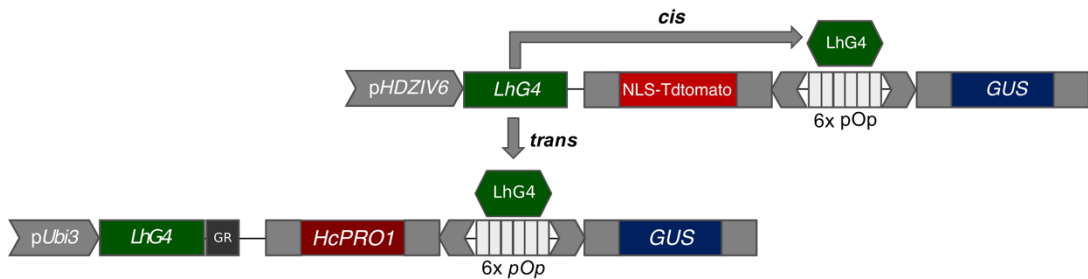 cis
LhG4
pHDZIV6
LhG4
NLS-Tdtomato
GUS
6x pOp
trans
LhG4
pUbi3
LhG4
GR
HcPRO1
GUS
6x pOp